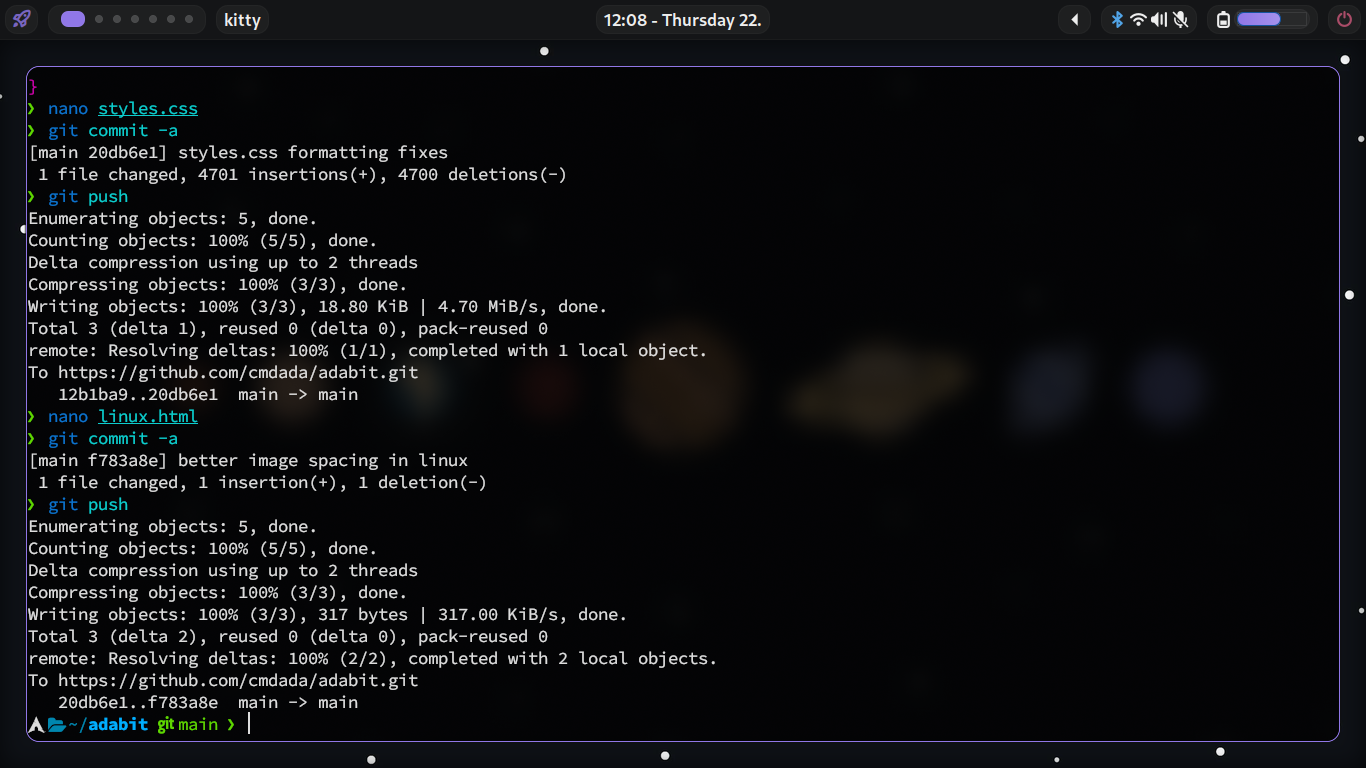 kitty
12:08 - Thursday 22.
}
❯ nano styles.css
❯ git commit -a
[main 20db6e1] styles.css formatting fixes
 1 file changed, 4701 insertions(+), 4700 deletions(-)
❯ git push
Enumerating objects: 5, done.
Counting objects: 100% (5/5), done.
Delta compression using up to 2 threads
Compressing objects: 100% (3/3), done.
Writing objects: 100% (3/3), 18.80 KiB | 4.70 MiB/s, done.
Total 3 (delta 1), reused 0 (delta 0), pack-reused 0
remote: Resolving deltas: 100% (1/1), completed with 1 local object.
To https://github.com/cmdada/adabit.git
   12b1ba9..20db6e1  main -> main
❯ nano linux.html
❯ git commit -a
[main f783a8e] better image spacing in linux
 1 file changed, 1 insertion(+), 1 deletion(-)
❯ git push
Enumerating objects: 5, done.
Counting objects: 100% (5/5), done.
Delta compression using up to 2 threads
Compressing objects: 100% (3/3), done.
Writing objects: 100% (3/3), 317 bytes | 317.00 KiB/s, done.
Total 3 (delta 2), reused 0 (delta 0), pack-reused 0
remote: Resolving deltas: 100% (2/2), completed with 2 local objects.
To https://github.com/cmdada/adabit.git
   20db6e1..f783a8e  main -> main
~/adabit git main ❯